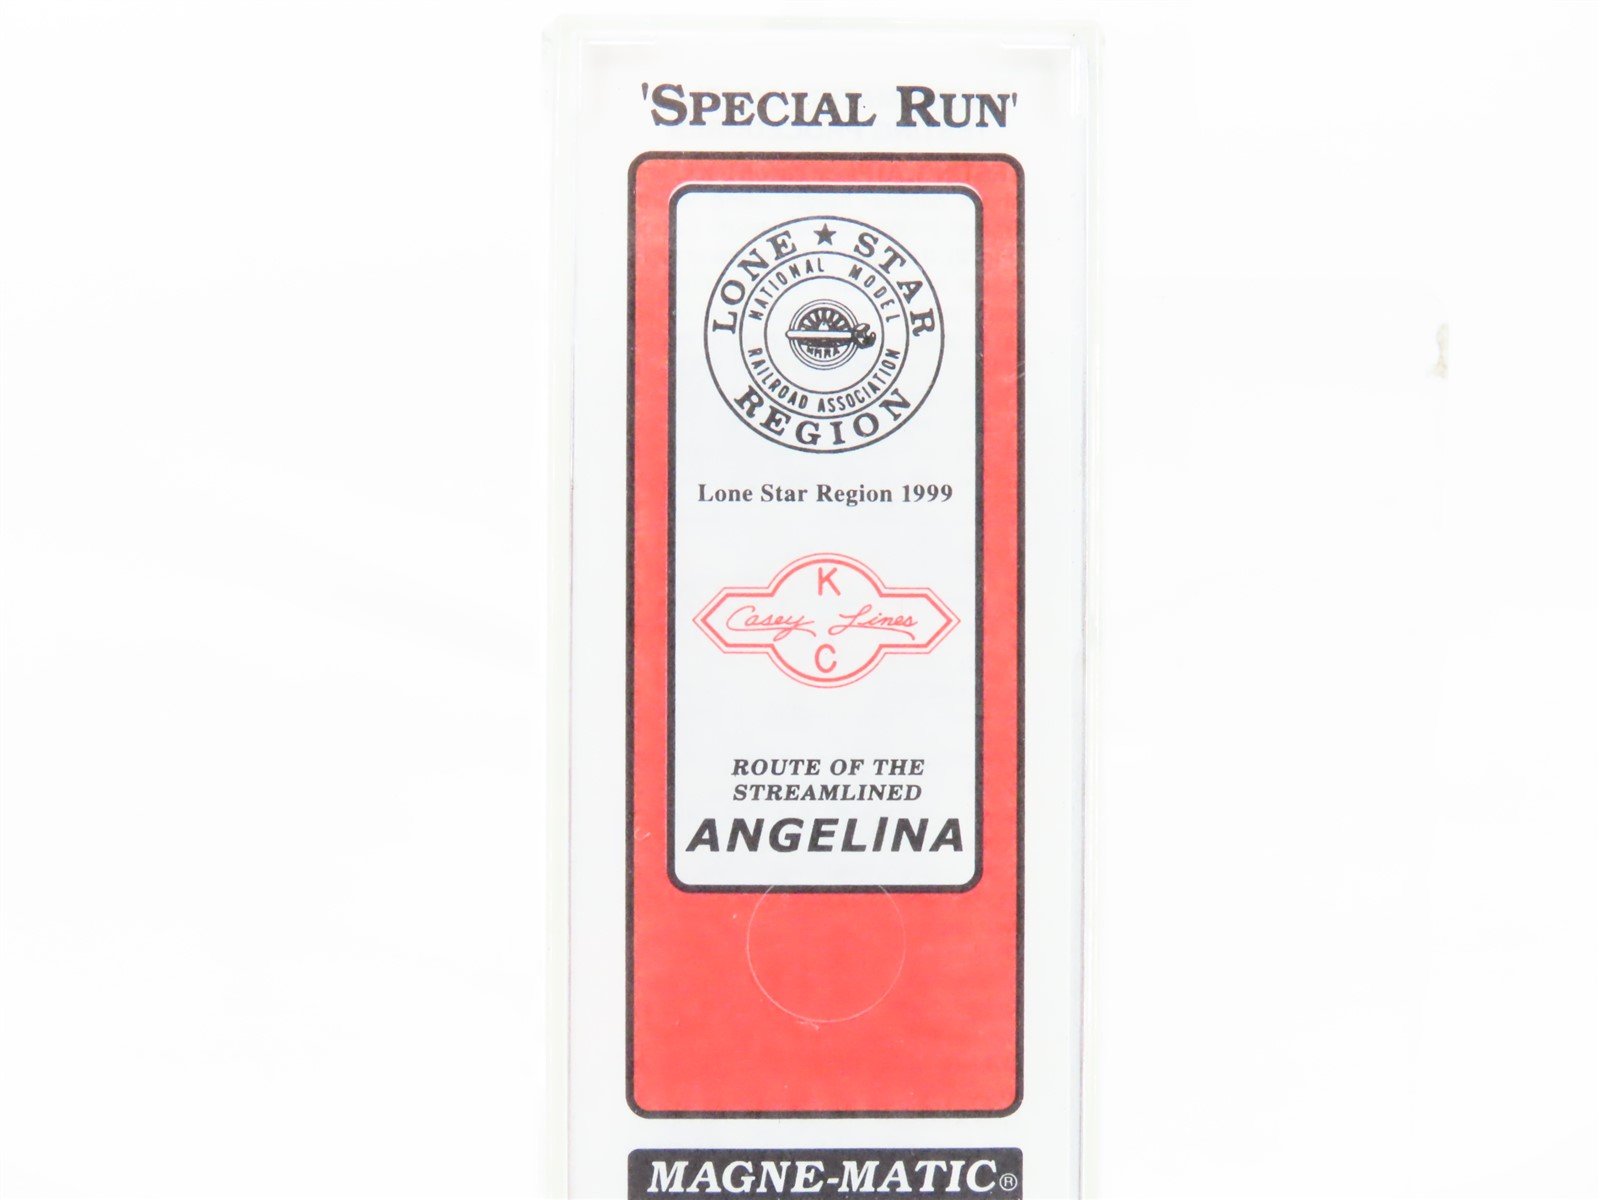 'SPECIAL RUN'
LONE ★ STAR
NATIONAL MODEL
NMRA
RAILROAD ASSOCIATION
REGION
Lone Star Region 1999
K
Casey Lines
C
ROUTE OF THE
STREAMLINED
ANGELINA
MAGNE-MATIC®